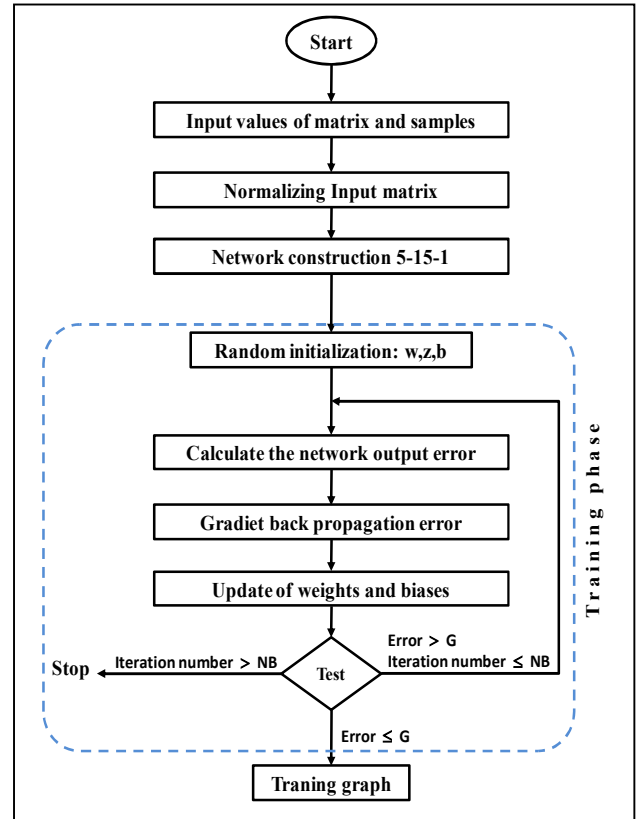 Start
Input values of matrix and samples
Normalizing Input matrix
Network construction 5-15-1
Random initialization: w,z,b
Calculate the network output error
Gradiet back propagation error
Update of weights and biases
Test
Stop
Iteration number > NB
Error > G
Iteration number ≤ NB
Error ≤ G
Traning graph
Training phase